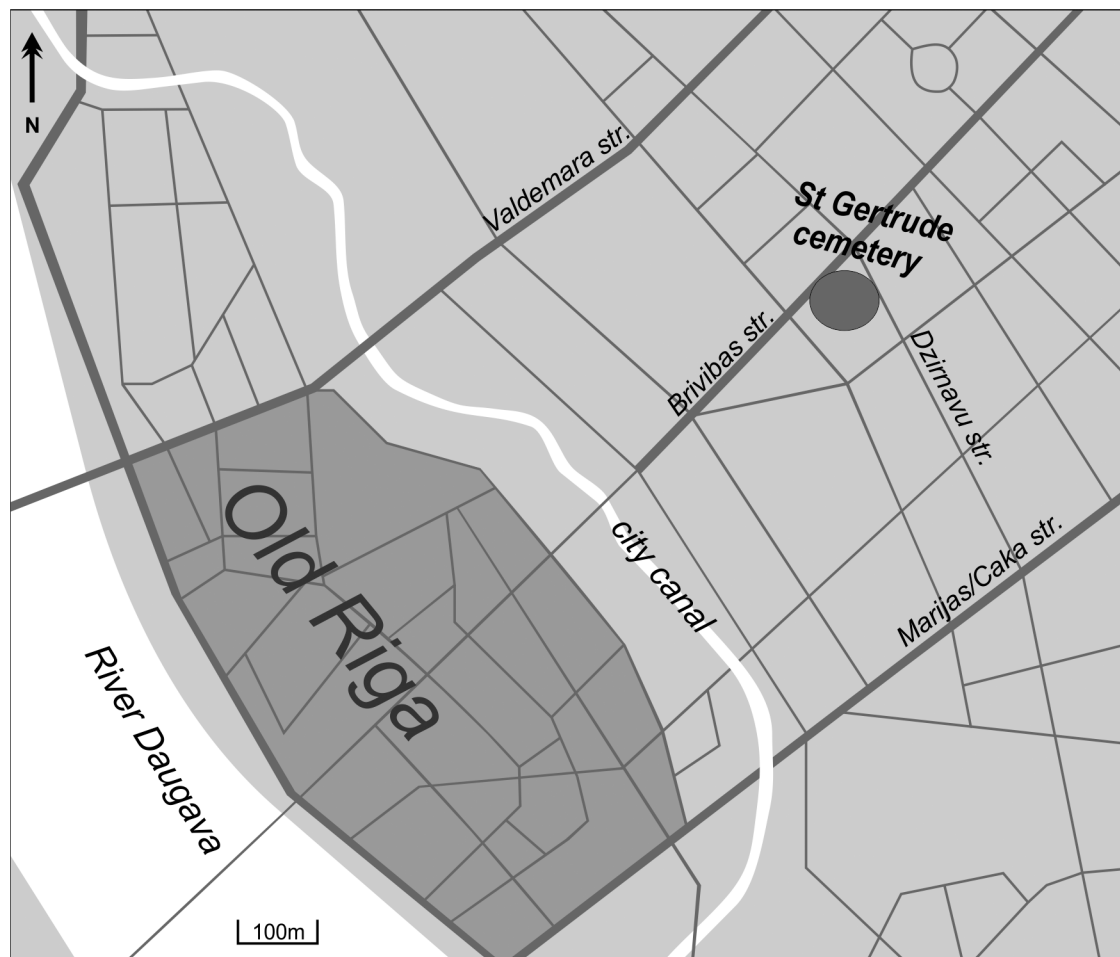 N
Valdemara str.
St Gertrude
cemetery
Brivibas str.
Dzirnavu str.
Old Riga
city canal
Marijas/Caka str.
River Daugava
100m